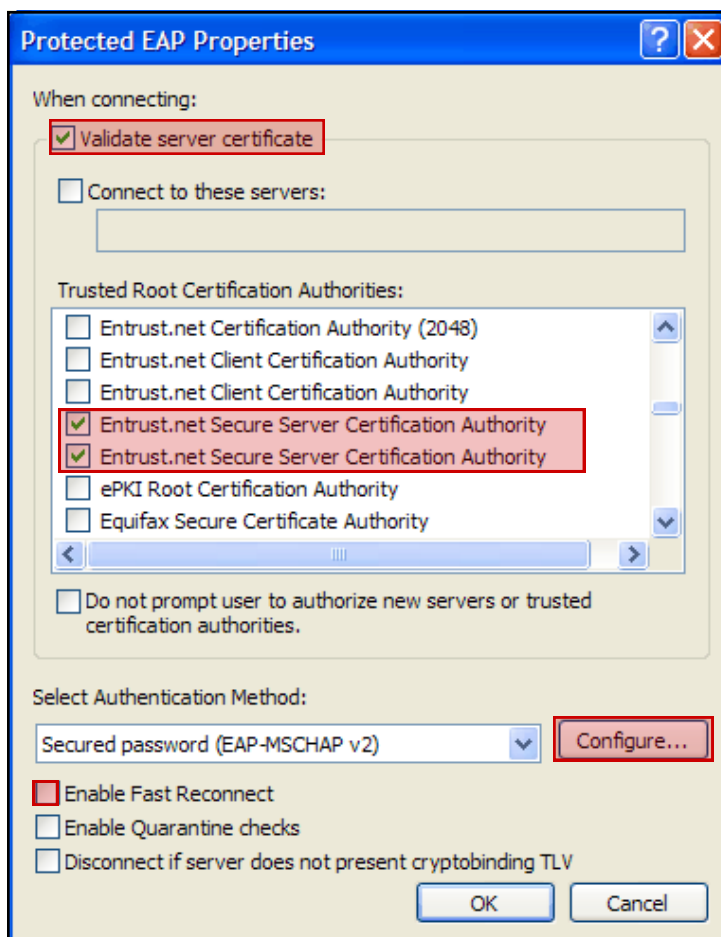 Protected EAP Properties
When connecting:
Validate server certificate
Connect to these servers:
Trusted Root Certification Authorities:
Entrust.net Certification Authority (2048)
Entrust.net Client Certification Authority
Entrust.net Client Certification Authority
Entrust.net Secure Server Certification Authority
Entrust.net Secure Server Certification Authority
ePKI Root Certification Authority
Equifax Secure Certificate Authority
Do not prompt user to authorize new servers or trusted
certification authorities.
Select Authentication Method:
Secured password (EAP-MSCHAP v2)
Configure...
Enable Fast Reconnect
Enable Quarantine checks
Disconnect if server does not present cryptobinding TLV
OK
Cancel